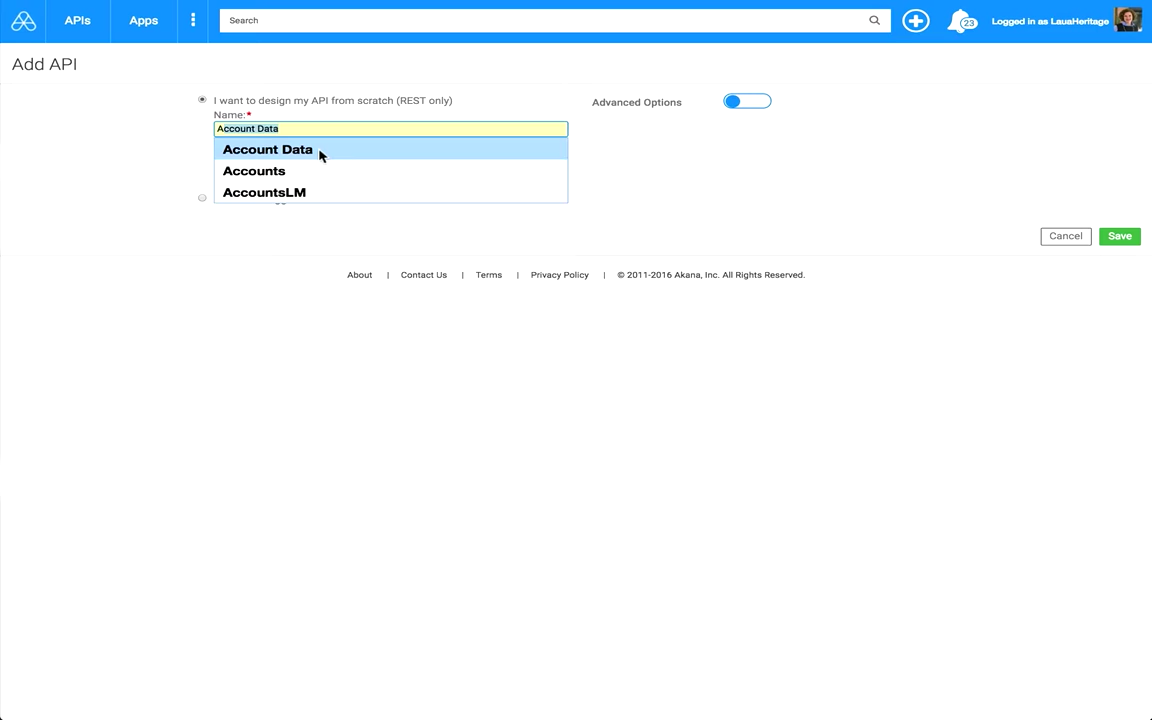 APIs Apps Search 23 Logged in as LauaHeritage
Add API
I want to design my API from scratch (REST only)
Advanced Options
Name:*
Account Data
Account Data
Accounts
AccountsLM
Cancel Save
About | Contact Us | Terms | Privacy Policy | © 2011-2016 Akana, Inc. All Rights Reserved.